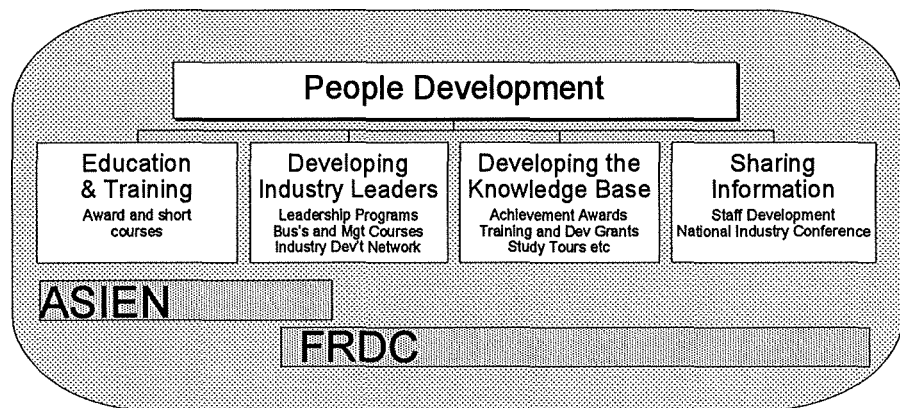 People Development
Education
& Training
Award and short
courses
Developing
Industry Leaders
Leadership Programs
Bus's and Mgt Courses
Industry Dev't Network
Developing the
Knowledge Base
Achievement Awards
Training and Dev Grants
Study Tours etc
Sharing
Information
Staff Development
National Industry Conference
ASIEN
FRDC